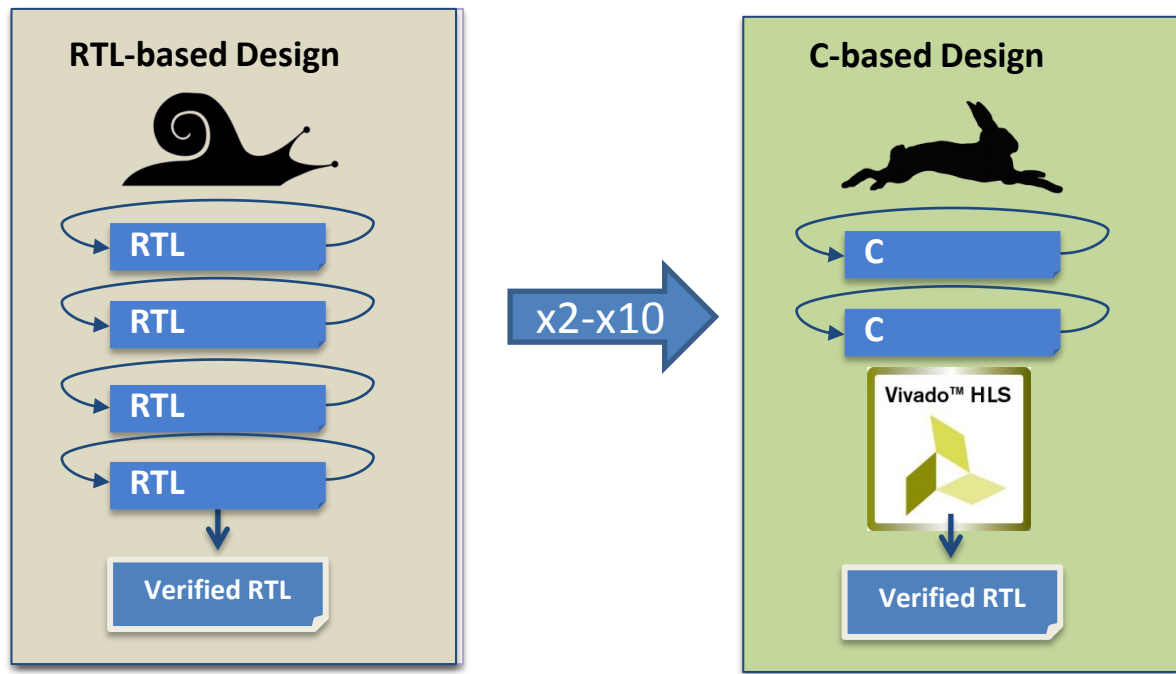 RTL-based Design
RTL
RTL
RTL
RTL
Verified RTL
x2-x10
C-based Design
C
C
Vivado™ HLS
Verified RTL